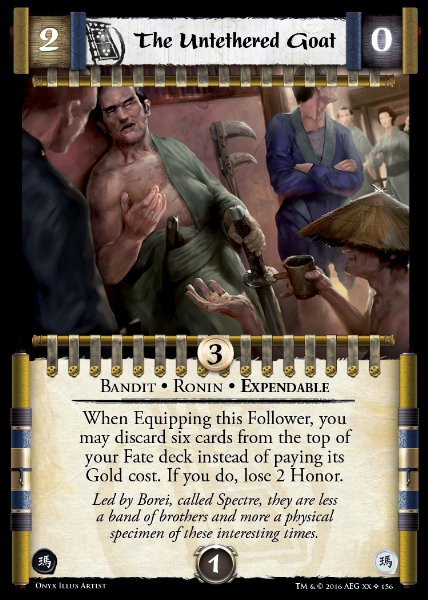 2
The Untethered Goat
0
3
Bandit • Ronin • Expendable
When Equipping this Follower, you
may discard six cards from the top of
your Fate deck instead of paying its
Gold cost. If you do, lose 2 Honor.
Led by Borei, called Spectre, they are less
a band of brothers and more a physical
specimen of these interesting times.
瑪
1
瑪
Onyx Illus Artist
TM & © 2016 AEG XX ❖ 156